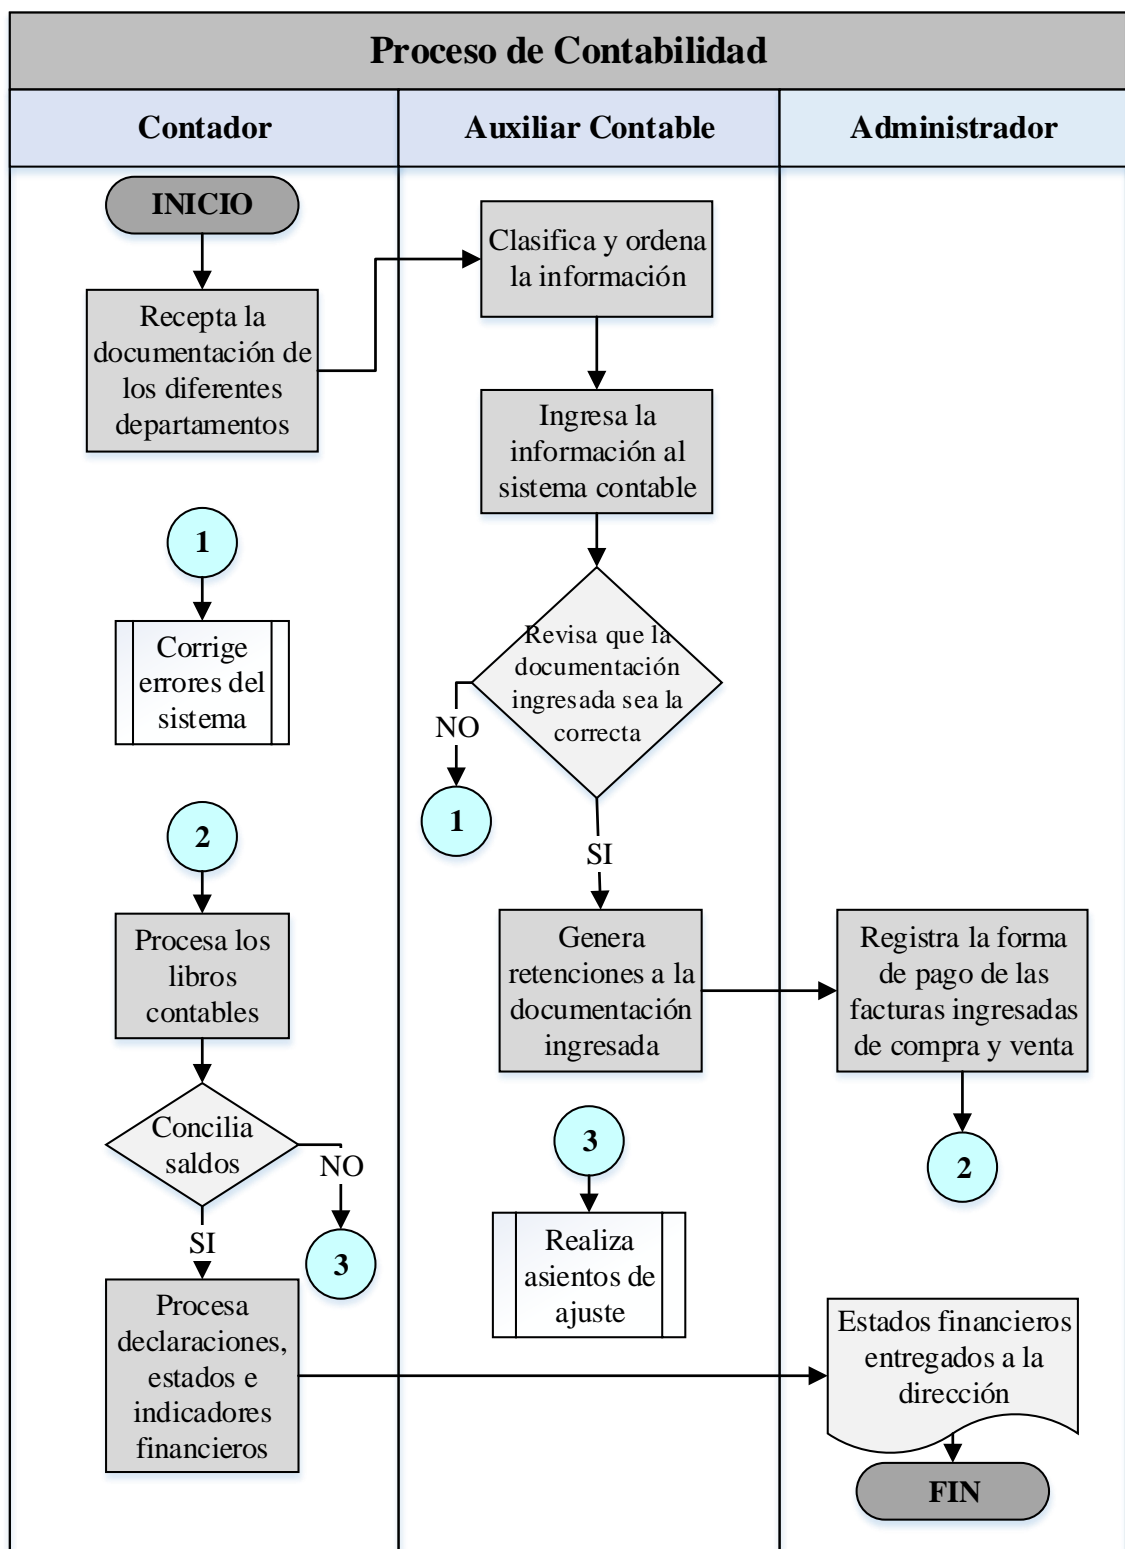 Proceso de Contabilidad
Contador
Auxiliar Contable
Administrador
INICIO
Recepta la
documentación de
los diferentes
departamentos
Clasifica y ordena
la información
Ingresa la
información al
sistema contable
1
Corrige
errores del
sistema
Revisa que la
documentación
ingresada sea la
correcta
NO
1
SI
2
Procesa los
libros
contables
Genera
retenciones a la
documentación
ingresada
Registra la forma
de pago de las
facturas ingresadas
de compra y venta
2
Concilia
saldos
NO
3
SI
3
Realiza
asientos de
ajuste
Procesa
declaraciones,
estados e
indicadores
financieros
Estados financieros
entregados a la
dirección
FIN